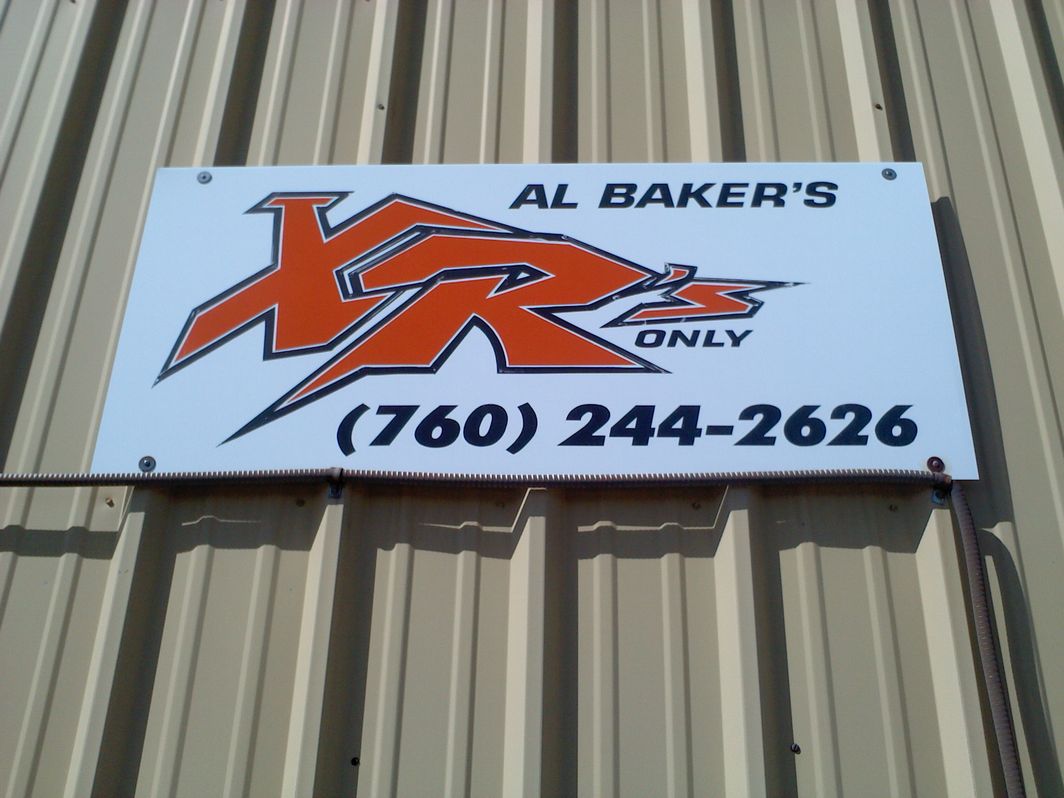 AL BAKER'S
XR's
ONLY
(760) 244-2626